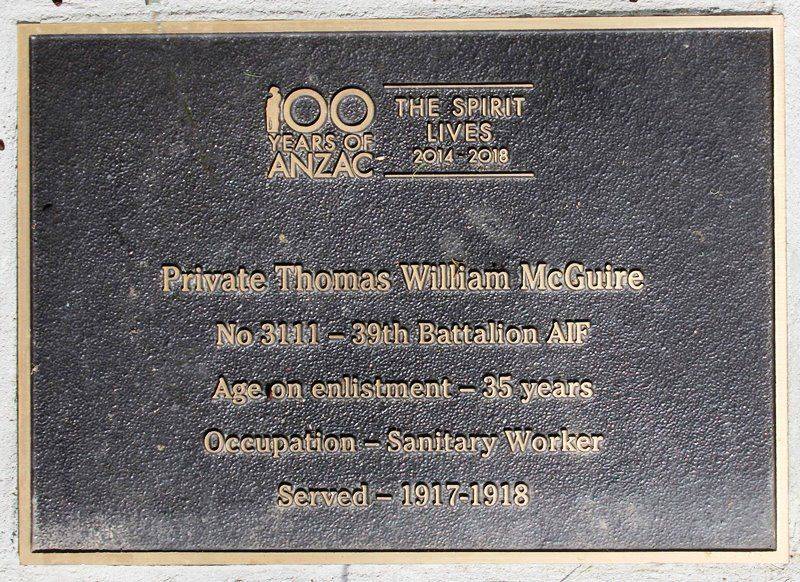 100
YEARS OF
ANZAC
THE SPIRIT
LIVES
2014 - 2018
Private Thomas William McGuire
No 3111 – 39th Battalion AIF
Age on enlistment – 35 years
Occupation – Sanitary Worker
Served – 1917-1918